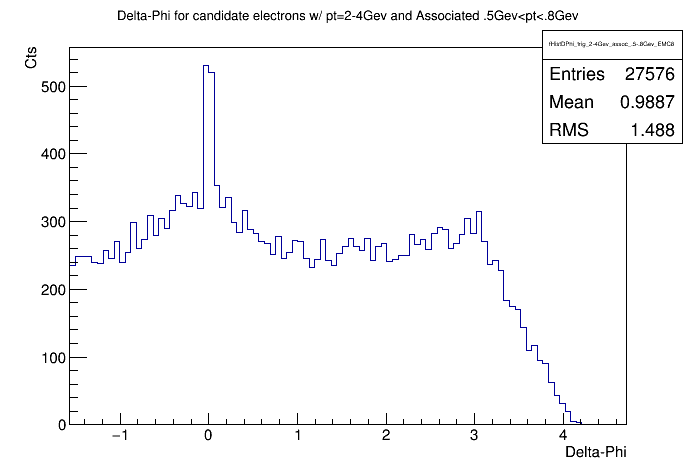 Delta-Phi for candidate electrons w/ pt=2-4Gev and Associated .5Gev<pt<.8Gev
fHistDPhi_trig_2-4Gev_assoc_.5-.8Gev_EMC8
Entries 27576
Mean 0.9887
RMS 1.488
Cts
500
400
300
200
100
0
−1 0 1 2 3 4
Delta-Phi